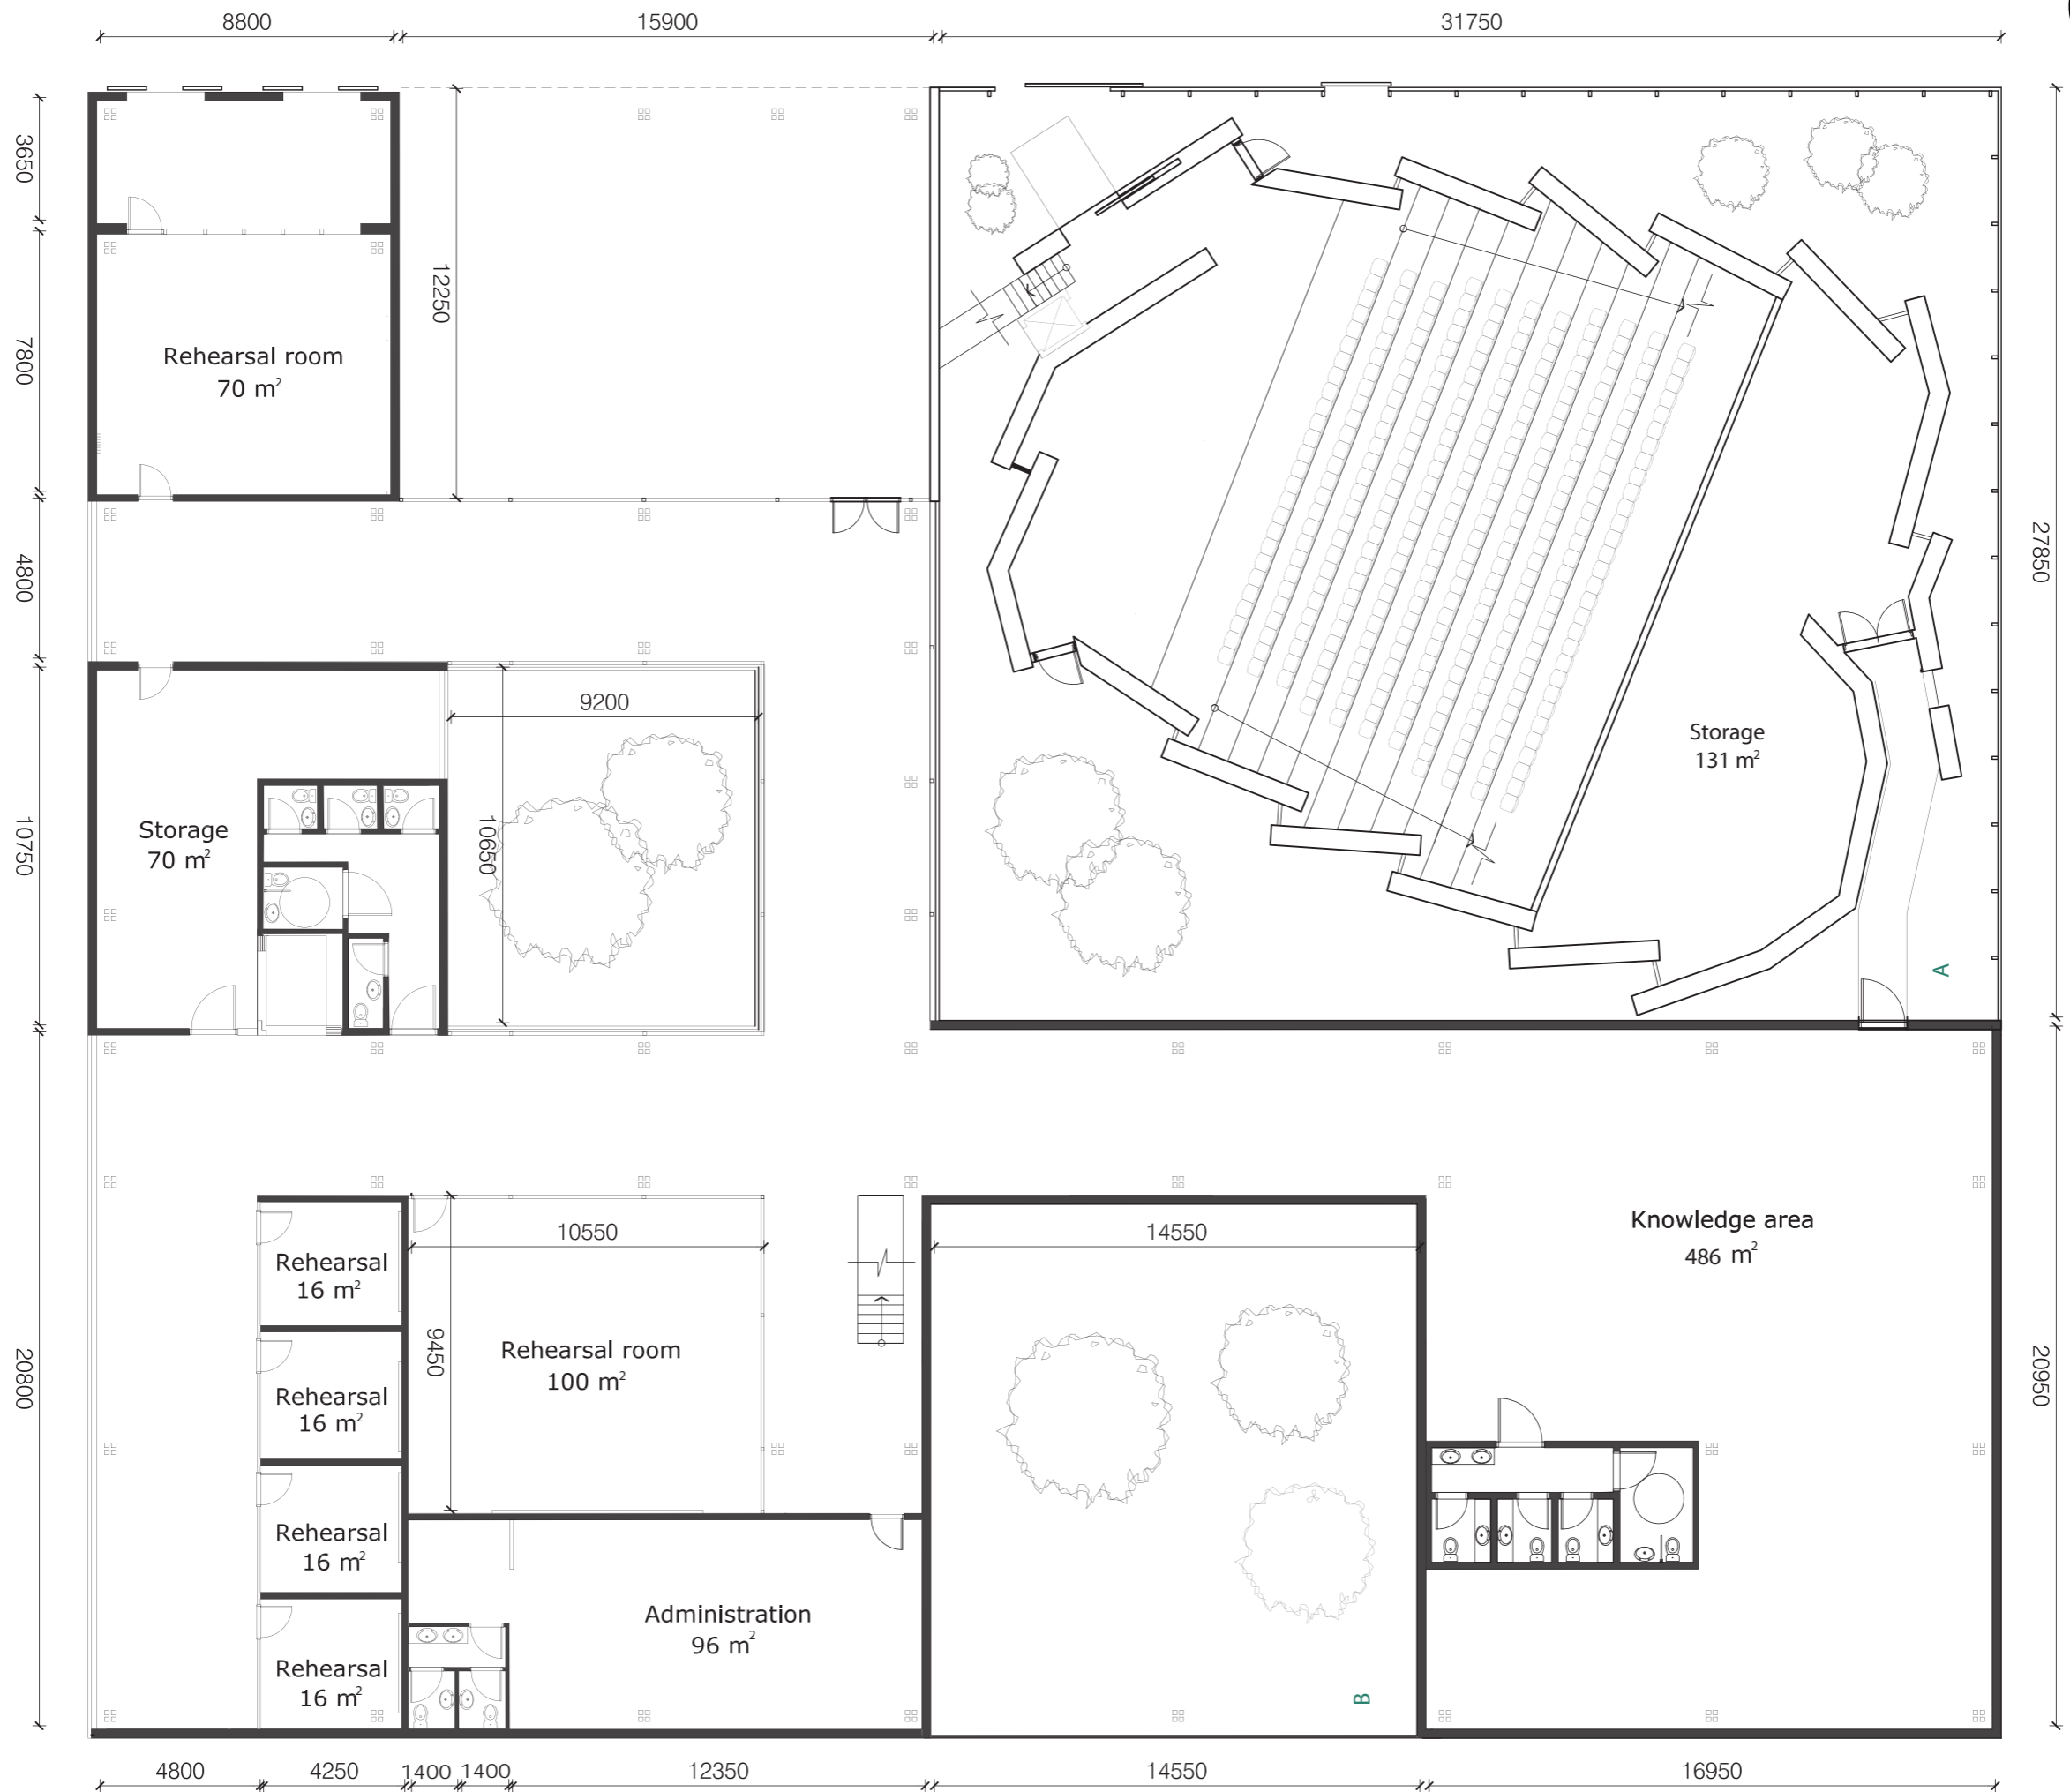 8800
15900
31750
3650
12250
Rehearsal room
70 m²
7800
4800
27850
9200
Storage
131 m²
10650
Storage
70 m²
10750
A
10550
14550
Knowledge area
486 m²
Rehearsal
16 m²
9450
Rehearsal room
100 m²
20800
20950
Rehearsal
16 m²
Rehearsal
16 m²
Administration
96 m²
Rehearsal
16 m²
B
4800
4250
1400
1400
12350
14550
16950